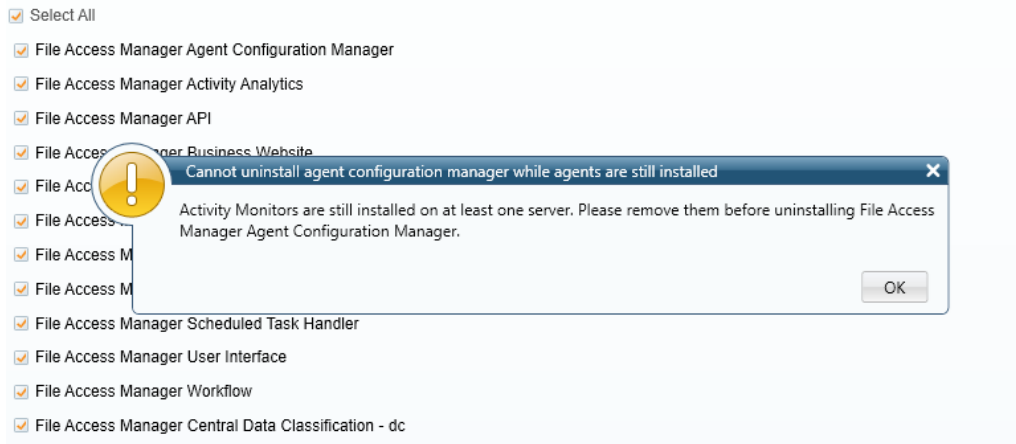 Select All
File Access Manager Agent Configuration Manager
File Access Manager Activity Analytics
File Access Manager API
File Access Manager Business Website
Cannot uninstall agent configuration manager while agents are still installed
File Acc
Activity Monitors are still installed on at least one server. Please remove them before uninstalling File Access
File Access
Manager Agent Configuration Manager.
File Access M
File Access M
OK
File Access Manager Scheduled Task Handler
File Access Manager User Interface
File Access Manager Workflow
File Access Manager Central Data Classification - dc